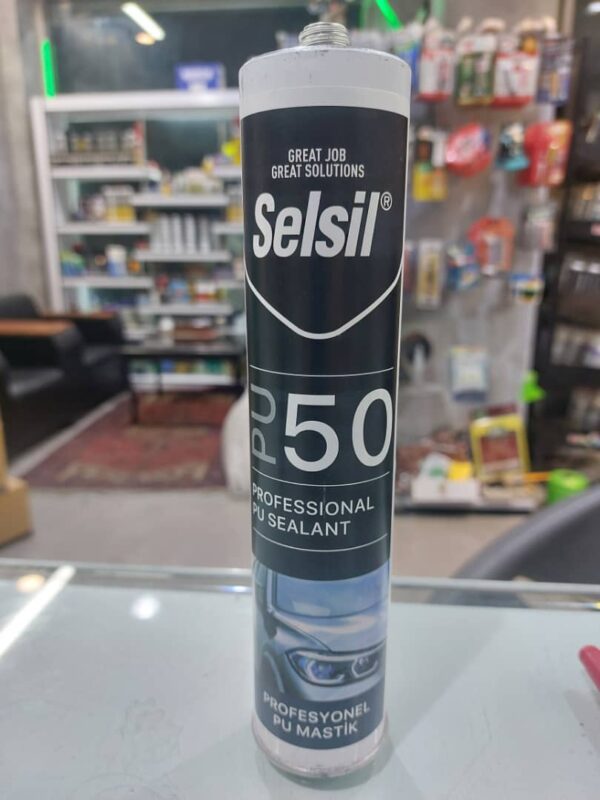 GREAT JOB
GREAT SOLUTIONS
Selsil®
PU 50
PROFESSIONAL
PU SEALANT
PROFESYONEL
PU MASTİK